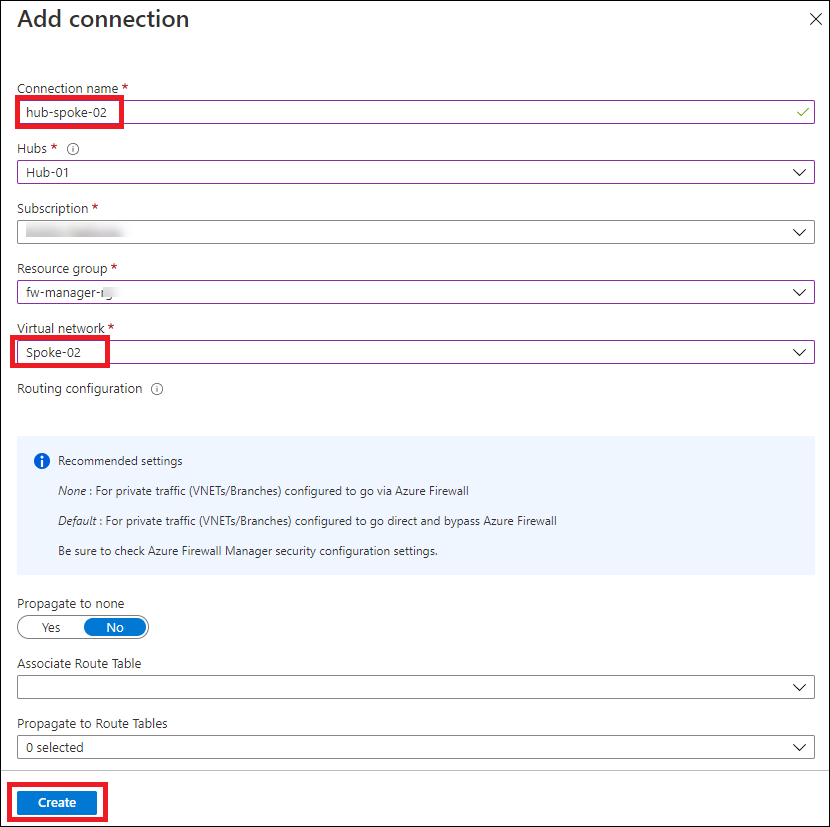 Add connection
Connection name *
hub-spoke-02
Hubs *
Hub-01
Subscription *
Resource group *
fw-manager-
Virtual network *
Spoke-02
Routing configuration
Recommended settings
None : For private traffic (VNETs/Branches) configured to go via Azure Firewall
Default : For private traffic (VNETs/Branches) configured to go direct and bypass Azure Firewall
Be sure to check Azure Firewall Manager security configuration settings.
Propagate to none
Yes No
Associate Route Table
Propagate to Route Tables
0 selected
Create